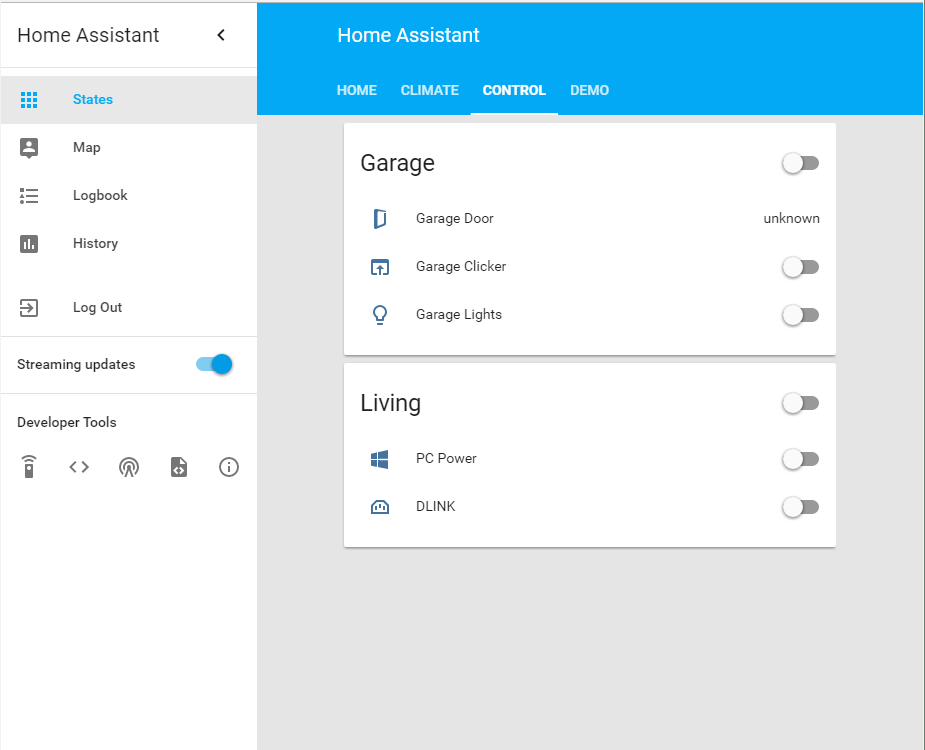 Home Assistant
States
Map
Logbook
History
Log Out
Streaming updates
Developer Tools
Home Assistant
HOME CLIMATE CONTROL DEMO
Garage
Garage Door unknown
Garage Clicker
Garage Lights
Living
PC Power
DLINK